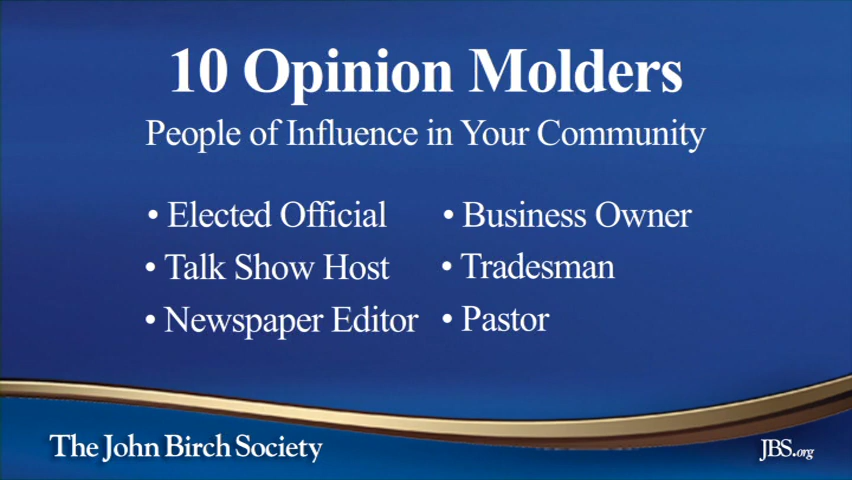 10 Opinion Molders
People of Influence in Your Community
• Elected Official
• Talk Show Host
• Newspaper Editor
• Business Owner
• Tradesman
• Pastor
The John Birch Society
JBS.org